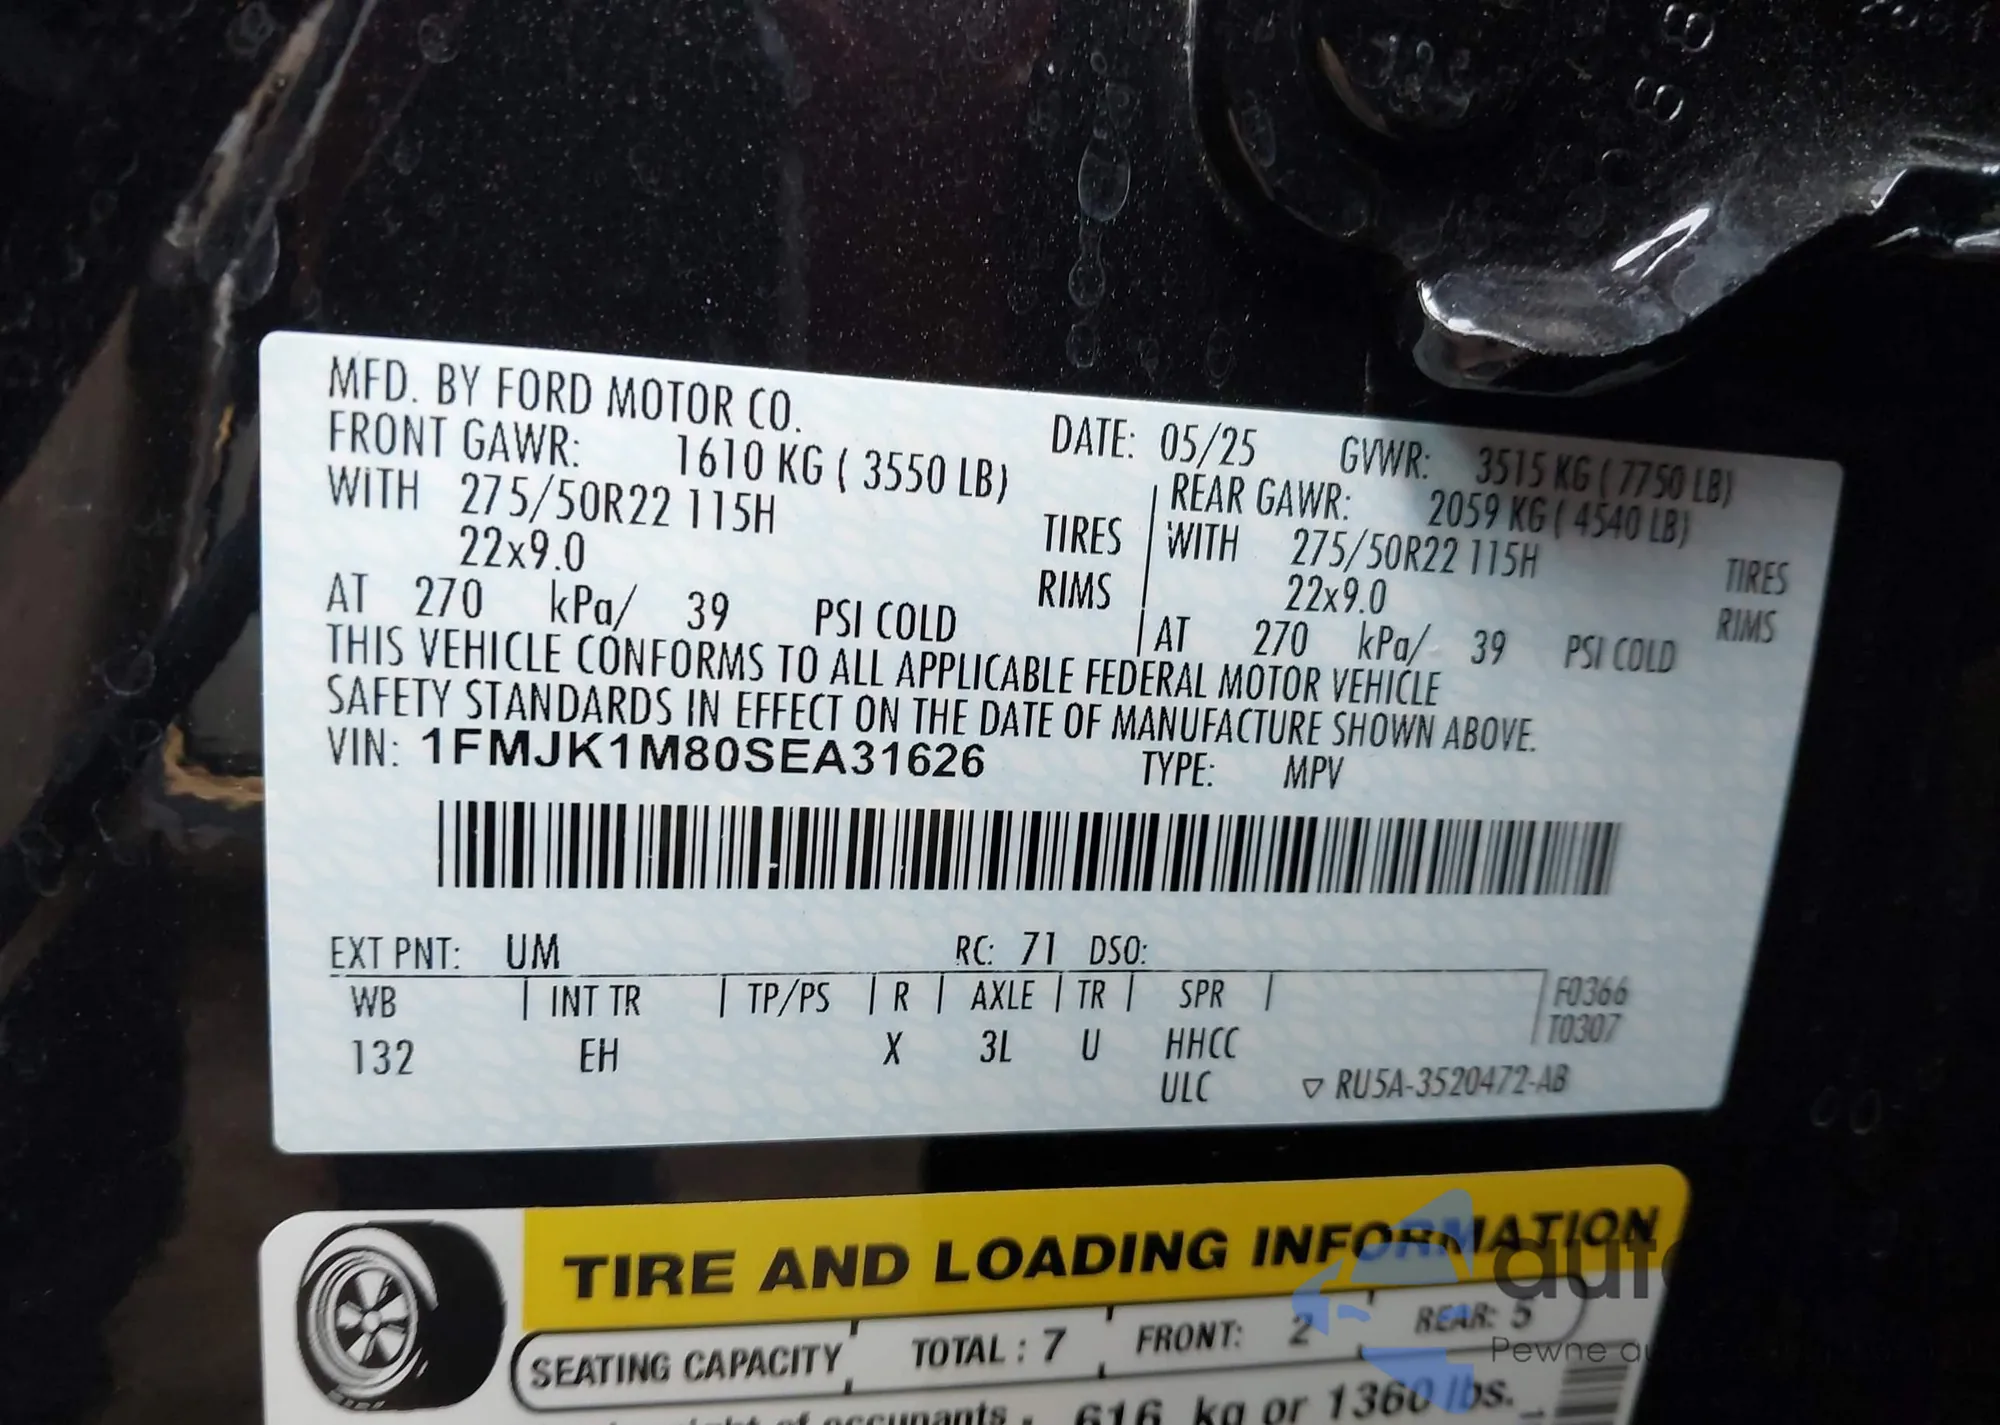 MFD. BY FORD MOTOR CO.
DATE: 05/25 GVWR: 3515 KG ( 7750 LB)
FRONT GAWR: 1610 KG ( 3550 LB) REAR GAWR: 2059 KG ( 4540 LB)
WITH 275/50R22 115H TIRES WITH 275/50R22 115H TIRES
22x9.0 RIMS 22x9.0 RIMS
AT 270 kPa/ 39 PSI COLD AT 270 kPa/ 39 PSI COLD
THIS VEHICLE CONFORMS TO ALL APPLICABLE FEDERAL MOTOR VEHICLE
SAFETY STANDARDS IN EFFECT ON THE DATE OF MANUFACTURE SHOWN ABOVE.
VIN: 1FMJK1M80SEA31626 TYPE: MPV
EXT PNT: UM RC: 71 DSO:
WB INT TR TP/PS R AXLE TR SPR F0366
T0307
132 EH X 3L U HHCC
ULC ▽ RU5A-3520472-AB
TIRE AND LOADING INFORMATION
SEATING CAPACITY TOTAL : 7 FRONT: 2 REAR: 5
of occupants 616 kg or 1360 lbs.
Pewne